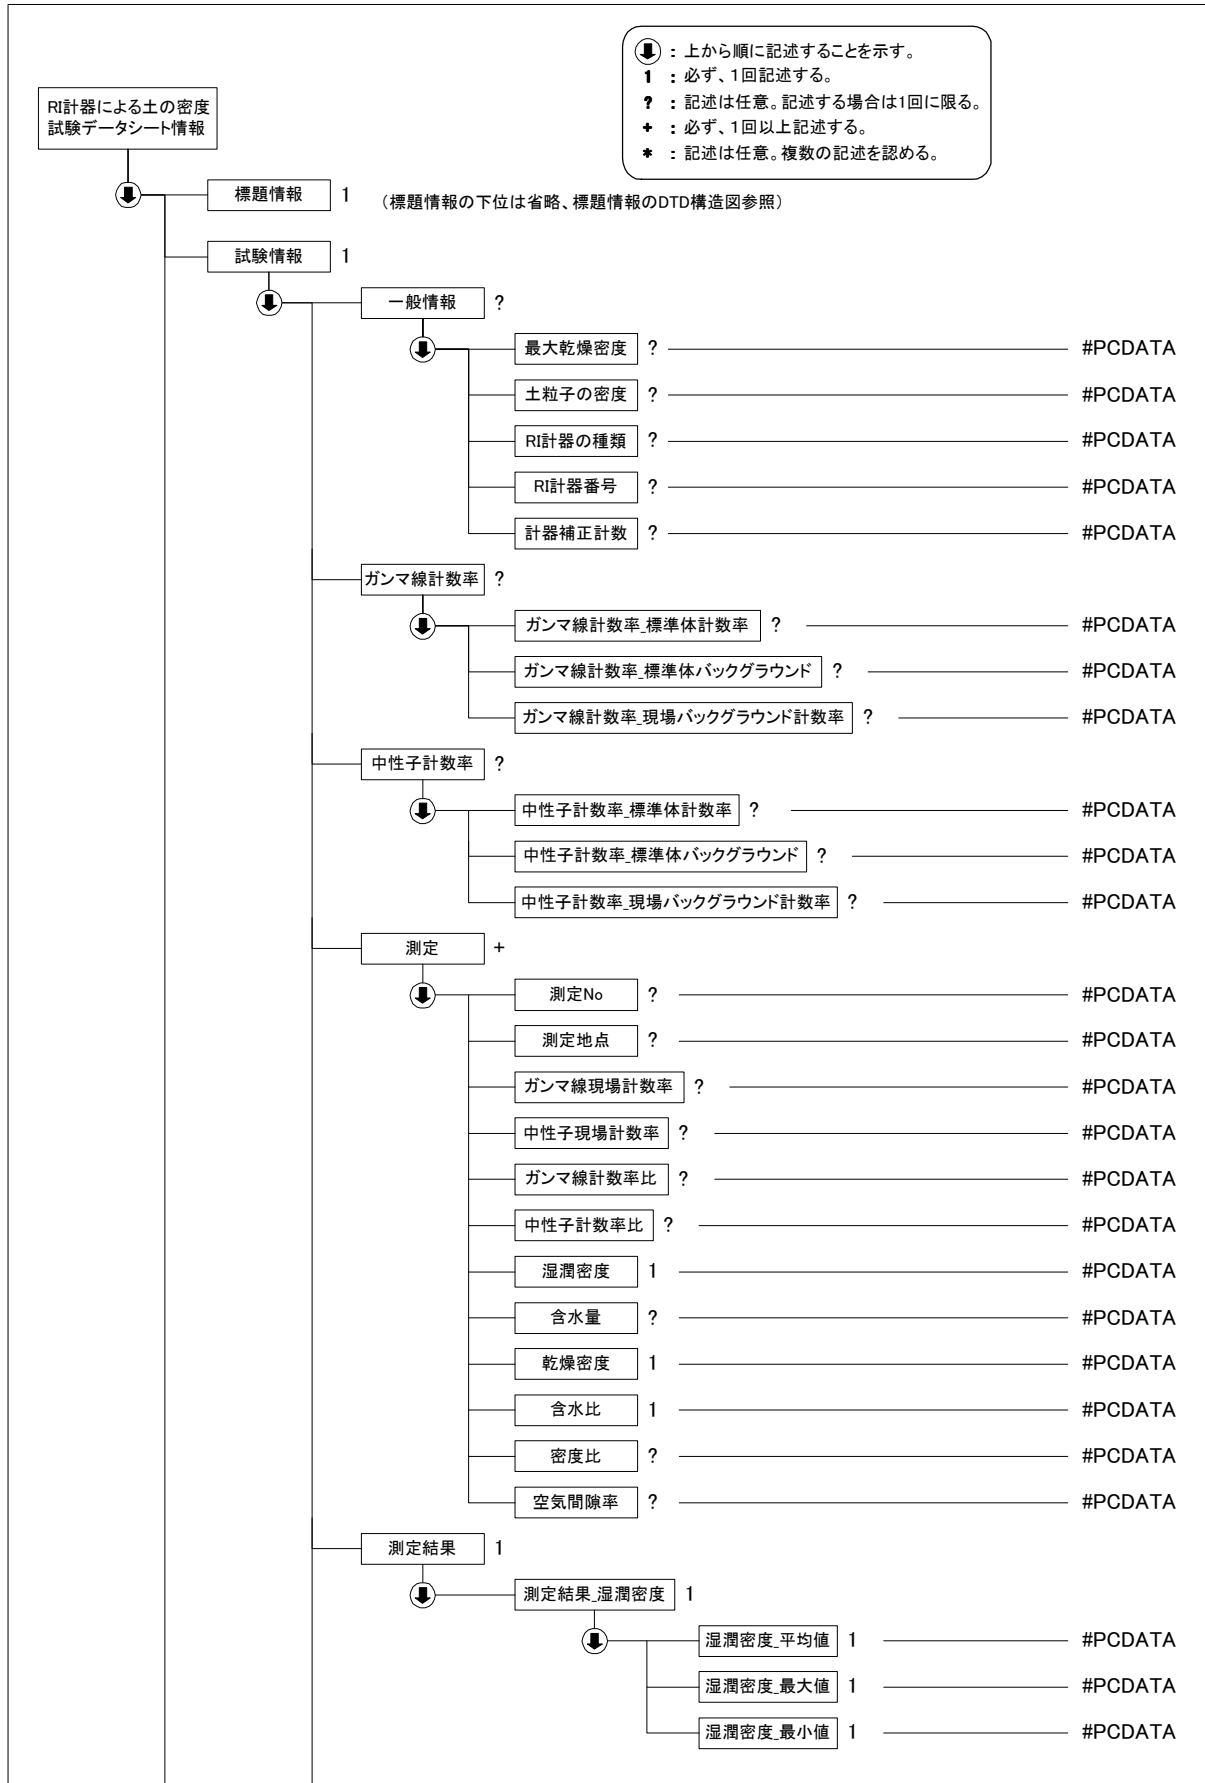 ：上から順に記述することを示す。
1 ：必ず、1回記述する。
? ：記述は任意。記述する場合は1回に限る。
+ ：必ず、1回以上記述する。
* ：記述は任意。複数の記述を認める。
RI計器による土の密度
試験データシート情報
標題情報 1 （標題情報の下位は省略、標題情報のDTD構造図参照）
試験情報 1
一般情報 ?
最大乾燥密度 ? #PCDATA
土粒子の密度 ? #PCDATA
RI計器の種類 ? #PCDATA
RI計器番号 ? #PCDATA
計器補正計数 ? #PCDATA
ガンマ線計数率 ?
ガンマ線計数率_標準体計数率 ? #PCDATA
ガンマ線計数率_標準体バックグラウンド ? #PCDATA
ガンマ線計数率_現場バックグラウンド計数率 ? #PCDATA
中性子計数率 ?
中性子計数率_標準体計数率 ? #PCDATA
中性子計数率_標準体バックグラウンド ? #PCDATA
中性子計数率_現場バックグラウンド計数率 ? #PCDATA
測定 +
測定No ? #PCDATA
測定地点 ? #PCDATA
ガンマ線現場計数率 ? #PCDATA
中性子現場計数率 ? #PCDATA
ガンマ線計数率比 ? #PCDATA
中性子計数率比 ? #PCDATA
湿潤密度 1 #PCDATA
含水量 ? #PCDATA
乾燥密度 1 #PCDATA
含水比 1 #PCDATA
密度比 ? #PCDATA
空気間隙率 ? #PCDATA
測定結果 1
測定結果_湿潤密度 1
湿潤密度_平均値 1 #PCDATA
湿潤密度_最大値 1 #PCDATA
湿潤密度_最小値 1 #PCDATA